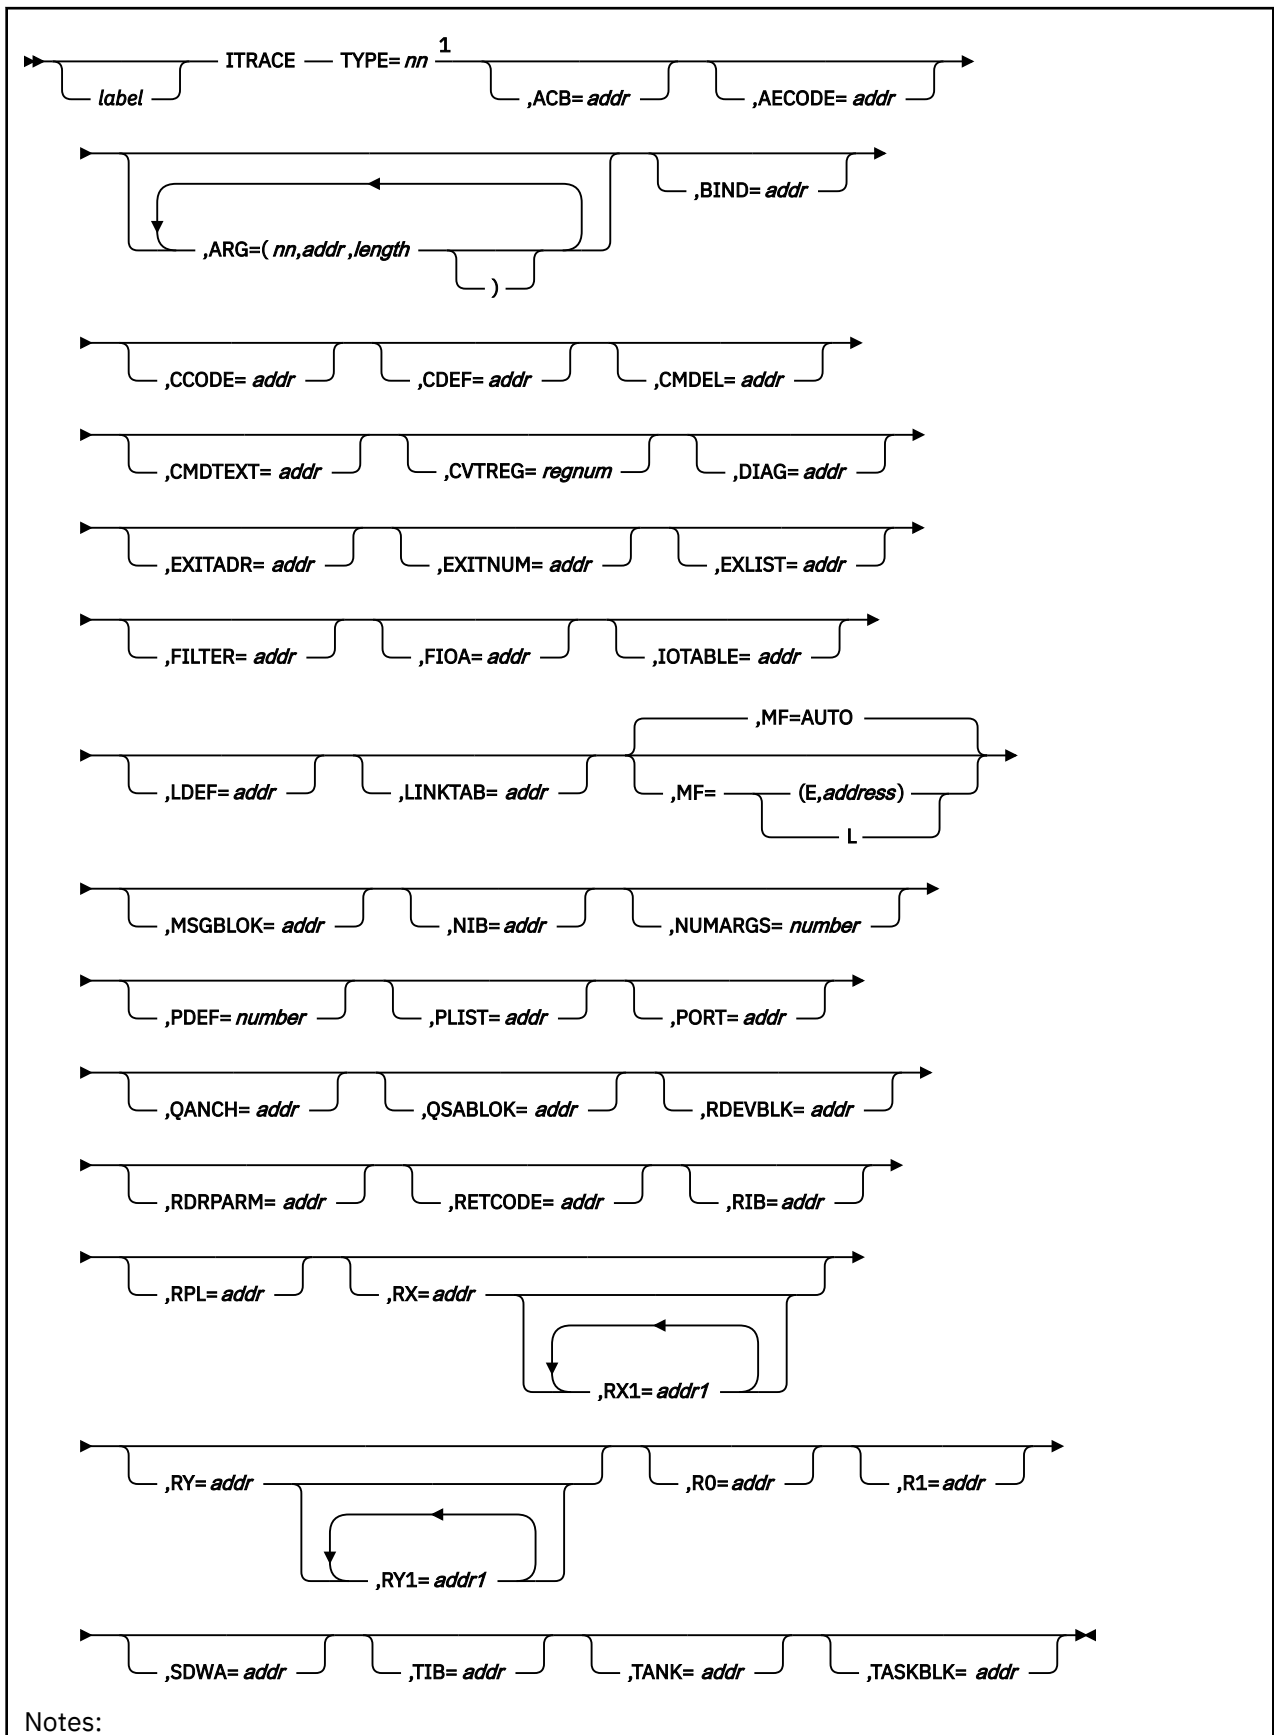 1
ITRACE TYPE= nn
label ,ACB= addr ,AECODE= addr
,BIND= addr
,ARG=( nn,addr ,length
)
,CCODE= addr ,CDEF= addr ,CMDEL= addr
,CMDTEXT= addr ,CVTREG= regnum ,DIAG= addr
,EXITADR= addr ,EXITNUM= addr ,EXLIST= addr
,FILTER= addr ,FIOA= addr ,IOTABLE= addr
,MF=AUTO
,LDEF= addr ,LINKTAB= addr ,MF= (E,address)
L
,MSGBLOK= addr ,NIB= addr ,NUMARGS= number
,PDEF= number ,PLIST= addr ,PORT= addr
,QANCH= addr ,QSABLOK= addr ,RDEVBLK= addr
,RDRPARM= addr ,RETCODE= addr ,RIB= addr
,RPL= addr ,RX= addr
,RX1= addr1
,RY= addr ,R0= addr ,R1= addr
,RY1= addr1
,SDWA= addr ,TIB= addr ,TANK= addr ,TASKBLK= addr
Notes: